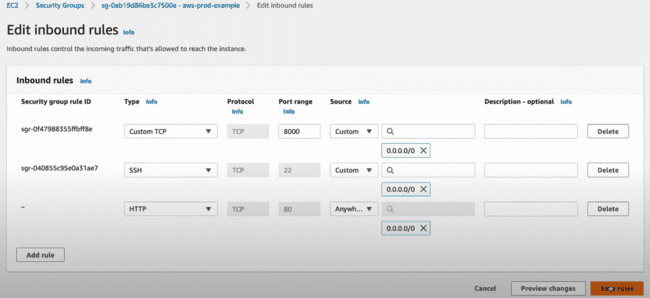 EC2 > Security Groups > sg-0eb19d86be3c7500e - aws-prod-example > Edit inbound rules
Edit inbound rules Info
Inbound rules control the incoming traffic that's allowed to reach the instance.
Inbound rules Info
Security group rule ID Type Info Protocol Info Port range Info Source Info Description - optional Info
sgr-0f47988355ffbff8e Custom TCP TCP 8000 Custom Delete
0.0.0.0/0 X
sgr-040855c95e0a31ae7 SSH TCP 22 Custom Delete
0.0.0.0/0 X
– HTTP TCP 80 Anywh... Delete
0.0.0.0/0 X
Add rule
Cancel Preview changes Save rules